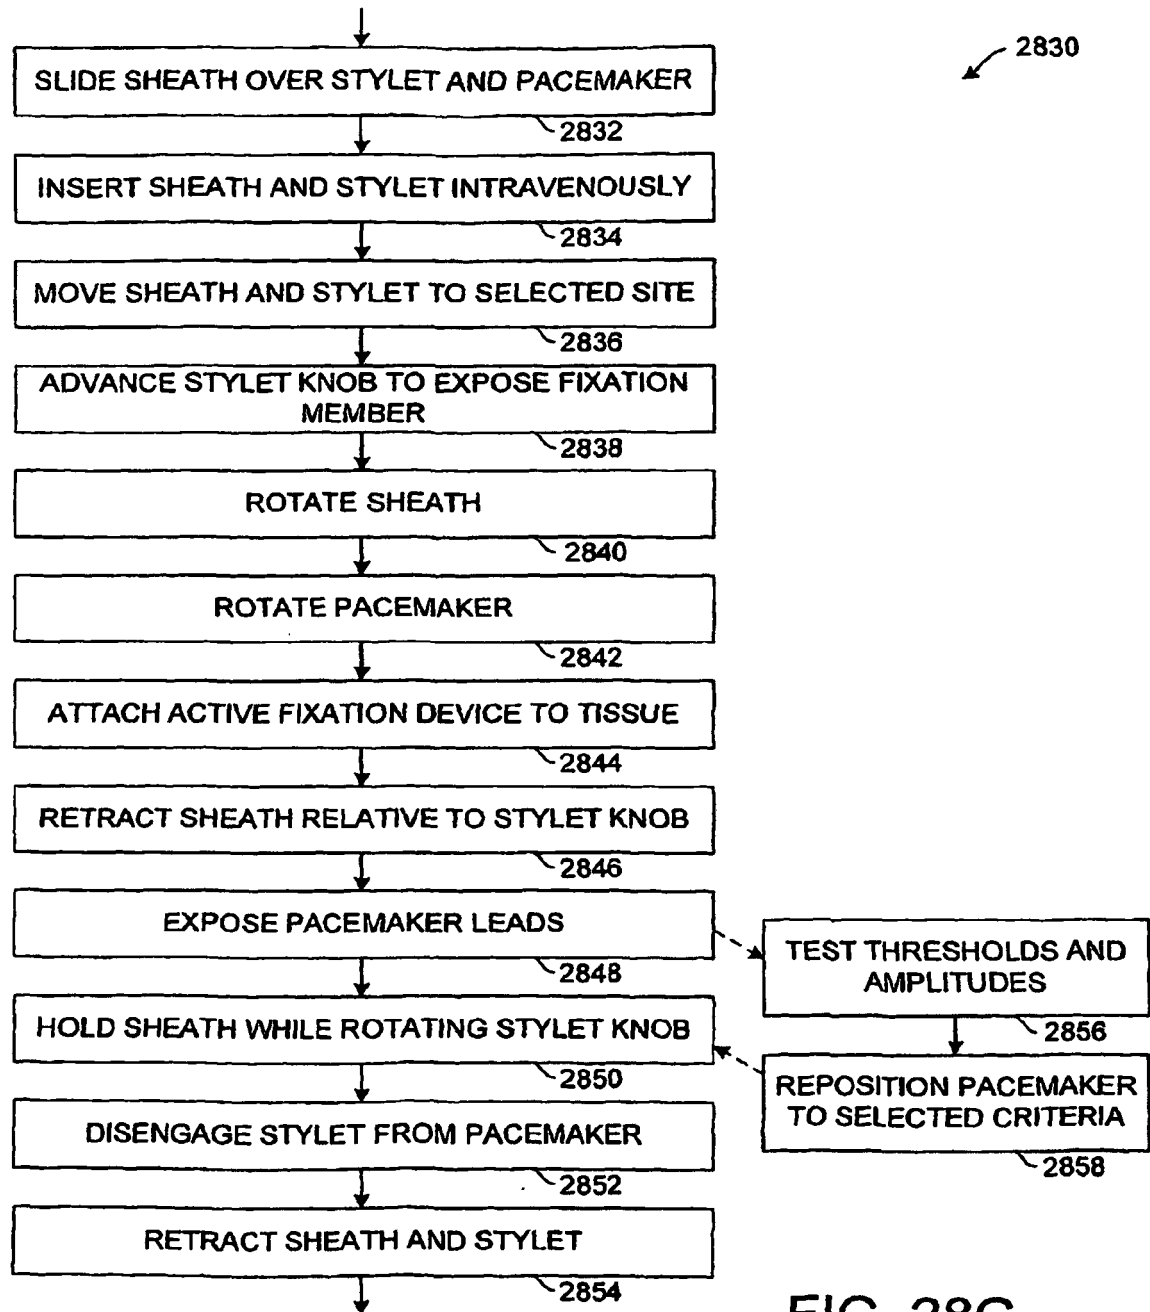 2830
SLIDE SHEATH OVER STYLET AND PACEMAKER
2832
INSERT SHEATH AND STYLET INTRAVENOUSLY
2834
MOVE SHEATH AND STYLET TO SELECTED SITE
2836
ADVANCE STYLET KNOB TO EXPOSE FIXATION
MEMBER
2838
ROTATE SHEATH
2840
ROTATE PACEMAKER
2842
ATTACH ACTIVE FIXATION DEVICE TO TISSUE
2844
RETRACT SHEATH RELATIVE TO STYLET KNOB
2846
EXPOSE PACEMAKER LEADS
2848
TEST THRESHOLDS AND
AMPLITUDES
2856
REPOSITION PACEMAKER
TO SELECTED CRITERIA
2858
HOLD SHEATH WHILE ROTATING STYLET KNOB
2850
DISENGAGE STYLET FROM PACEMAKER
2852
RETRACT SHEATH AND STYLET
2854
FIG. 28C